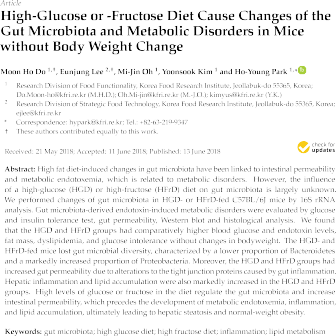 Article
High-Glucose or -Fructose Diet Cause Changes of the
Gut Microbiota and Metabolic Disorders in Mice
without Body Weight Change
Moon Ho Do 1,†, Eunjung Lee 2,†, Mi-Jin Oh 1, Yoonsook Kim 1 and Ho-Young Park 1,*
1 Research Division of Food Functionality, Korea Food Research Institute, Jeollabuk-do 55365, Korea;
Do.Moon-ho@kfri.re.kr (M.H.D.); Oh.Mi-jin@kfri.re.kr (M.-J.O.); kimyus@kfri.re.kr (Y.K.)
2 Research Division of Strategic Food Technology, Korea Food Research Institute, Jeollabuk-do 55365, Korea;
ejlee@kfri.re.kr
* Correspondence: hypark@kfri.re.kr; Tel.: +82-63-219-9347
† These authors contributed equally to this work.
Received: 21 May 2018; Accepted: 11 June 2018; Published: 13 June 2018
check for
updates
Abstract: High fat diet-induced changes in gut microbiota have been linked to intestinal permeability
and metabolic endotoxemia, which is related to metabolic disorders. However, the influence
of a high-glucose (HGD) or high-fructose (HFrD) diet on gut microbiota is largely unknown.
We performed changes of gut microbiota in HGD- or HFrD-fed C57BL/6J mice by 16S rRNA
analysis. Gut microbiota-derived endotoxin-induced metabolic disorders were evaluated by glucose
and insulin tolerance test, gut permeability, Western blot and histological analysis. We found
that the HGD and HFrD groups had comparatively higher blood glucose and endotoxin levels,
fat mass, dyslipidemia, and glucose intolerance without changes in bodyweight. The HGD- and
HFrD-fed mice lost gut microbial diversity, characterized by a lower proportion of Bacteroidetes
and a markedly increased proportion of Proteobacteria. Moreover, the HGD and HFrD groups had
increased gut permeability due to alterations to the tight junction proteins caused by gut inflammation.
Hepatic inflammation and lipid accumulation were also markedly increased in the HGD and HFrD
groups. High levels of glucose or fructose in the diet regulate the gut microbiota and increase
intestinal permeability, which precedes the development of metabolic endotoxemia, inflammation,
and lipid accumulation, ultimately leading to hepatic steatosis and normal-weight obesity.
Keywords: gut microbiota; high glucose diet; high fructose diet; inflammation; lipid metabolism